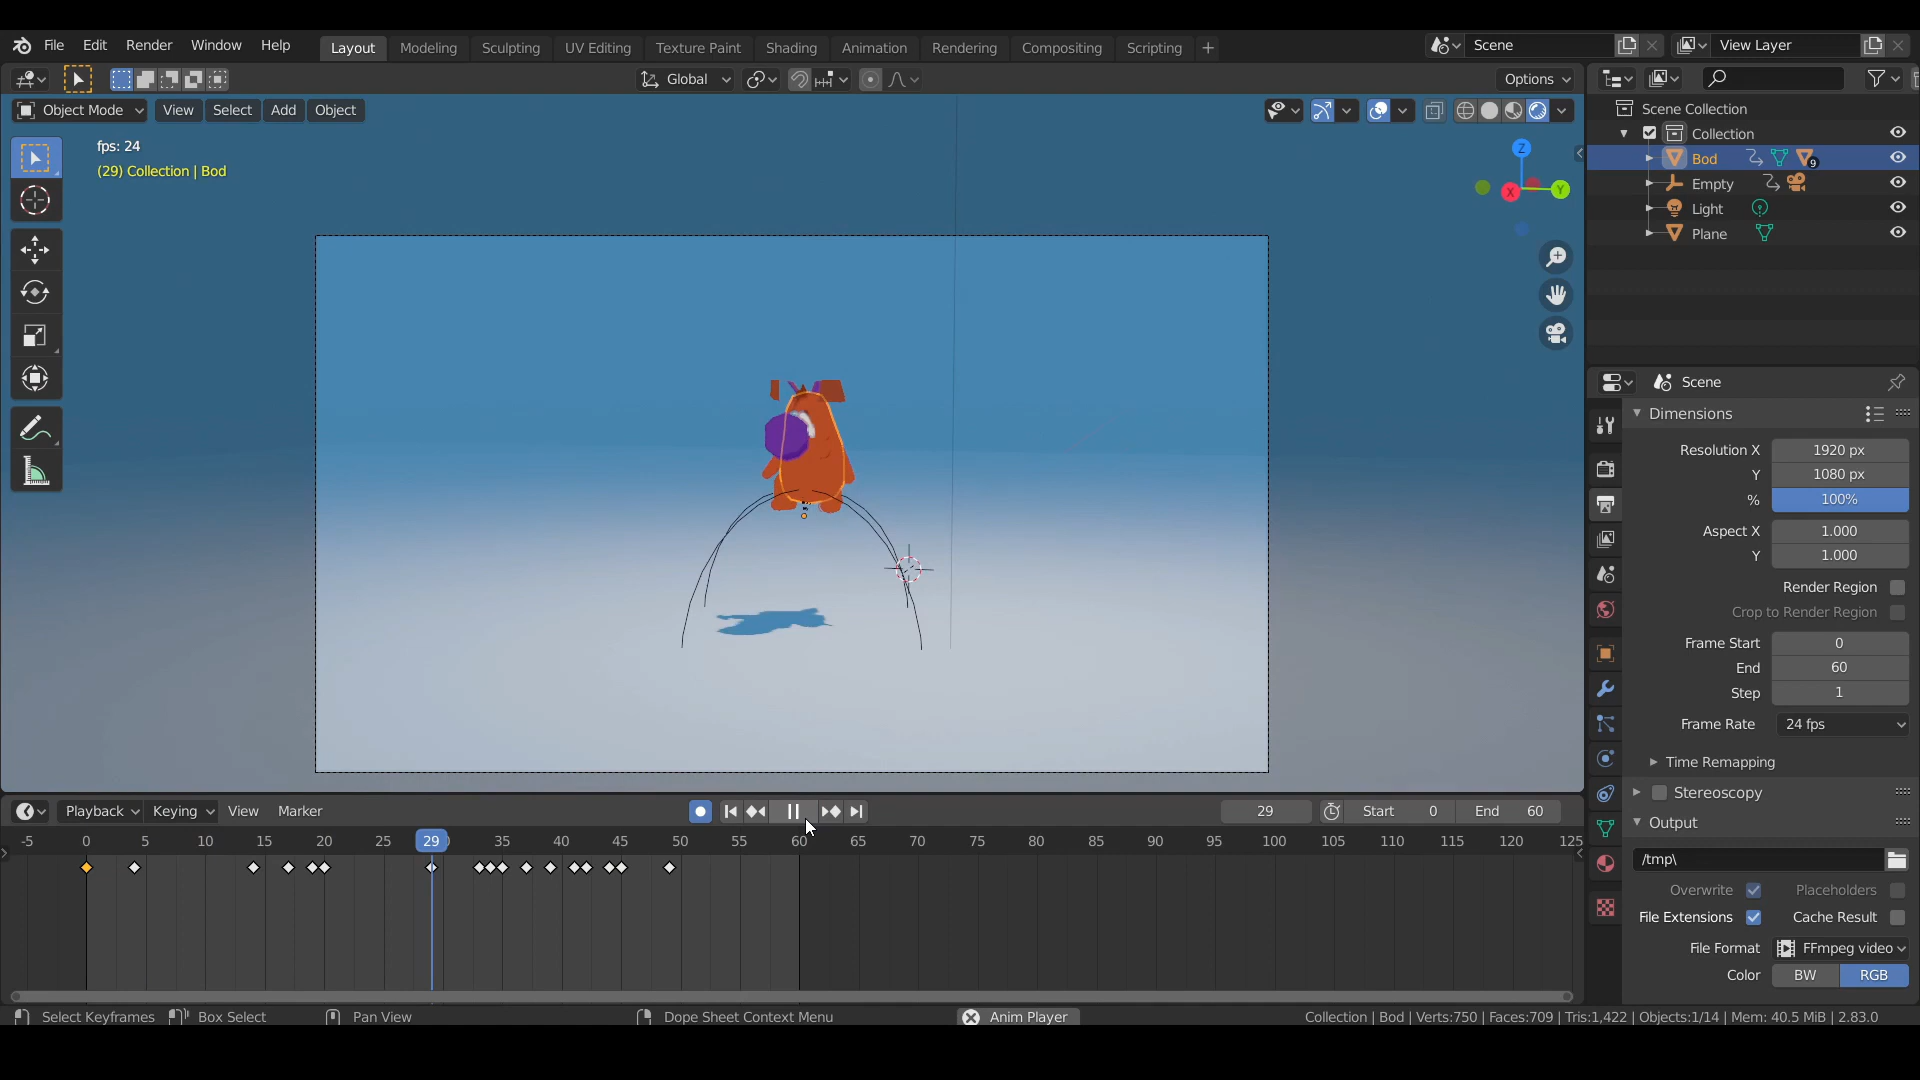 File Edit Render Window Help Layout Modeling Sculpting UV Editing Texture Paint Shading Animation Rendering Compositing Scripting + Scene View Layer
Global Options
Object Mode View Select Add Object
fps: 24
(29) Collection | Bod
Z
X
Y
Scene Collection
Collection
Bod 9
Empty
Light
Plane
Scene
Dimensions
Resolution X 1920 px
Y 1080 px
% 100%
Aspect X 1.000
Y 1.000
Render Region
Crop to Render Region
Frame Start 0
End 60
Step 1
Frame Rate 24 fps
Time Remapping
Stereoscopy
Output
/tmp\
Overwrite Placeholders
File Extensions Cache Result
File Format FFmpeg video
Color BW RGB
Playback Keying View Marker 29 Start 0 End 60
-5 0 5 10 15 20 25 29 35 40 45 50 55 60 65 70 75 80 85 90 95 100 105 110 115 120 125
Select Keyframes Box Select Pan View Dope Sheet Context Menu Anim Player Collection | Bod | Verts:750 | Faces:709 | Tris:1,422 | Objects:1/14 | Mem: 40.5 MiB | 2.83.0